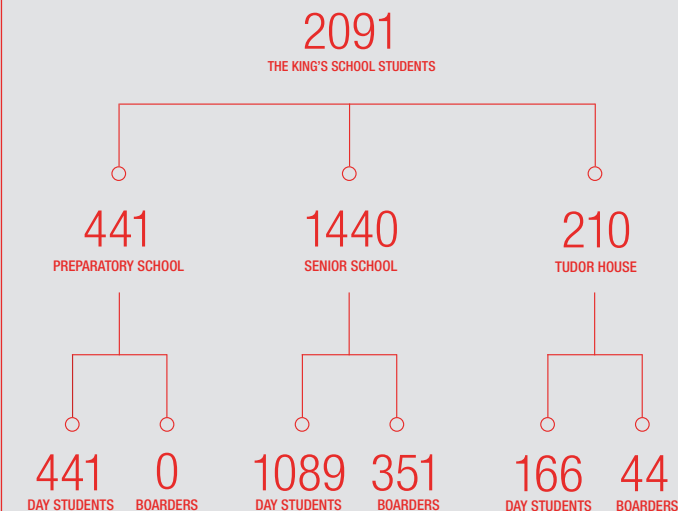 2091
THE KING'S SCHOOL STUDENTS
441
PREPARATORY SCHOOL
1440
SENIOR SCHOOL
210
TUDOR HOUSE
441
DAY STUDENTS
0
BOARDERS
1089
DAY STUDENTS
351
BOARDERS
166
DAY STUDENTS
44
BOARDERS